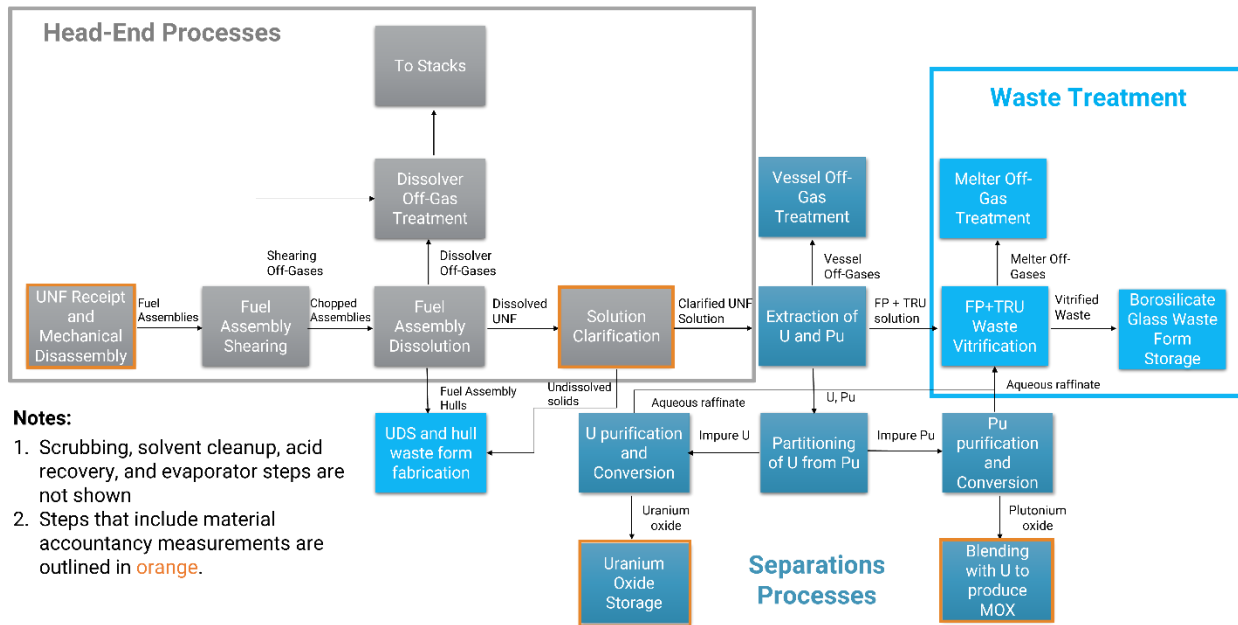 Head-End Processes
To Stacks
Waste Treatment
Dissolver
Off-Gas
Treatment
Vessel Off-
Gas
Treatment
Melter Off-
Gas
Treatment
Shearing
Off-Gases
Dissolver
Off-Gases
Vessel
Off-Gases
Melter Off-
Gases
UNF Receipt
and
Mechanical
Disassembly
Fuel
Assemblies
Fuel
Assembly
Shearing
Chopped
Assemblies
Fuel
Assembly
Dissolution
Dissolved
UNF
Solution
Clarification
Clarified UNF
Solution
Extraction of
U and Pu
FP + TRU
solution
FP+TRU
Waste
Vitrification
Vitrified
Waste
Borosilicate
Glass Waste
Form
Storage
Fuel Assembly
Hulls
Undissolved
solids
Aqueous raffinate
U, Pu
Aqueous raffinate
UDS and hull
waste form
fabrication
U purification
and
Conversion
Impure U
Partitioning
of U from Pu
Impure Pu
Pu
purification
and
Conversion
Uranium
oxide
Plutonium
oxide
Uranium
Oxide
Storage
Separations
Processes
Blending
with U to
produce
MOX
Notes:
1. Scrubbing, solvent cleanup, acid
recovery, and evaporator steps are
not shown
2. Steps that include material
accountancy measurements are
outlined in orange.